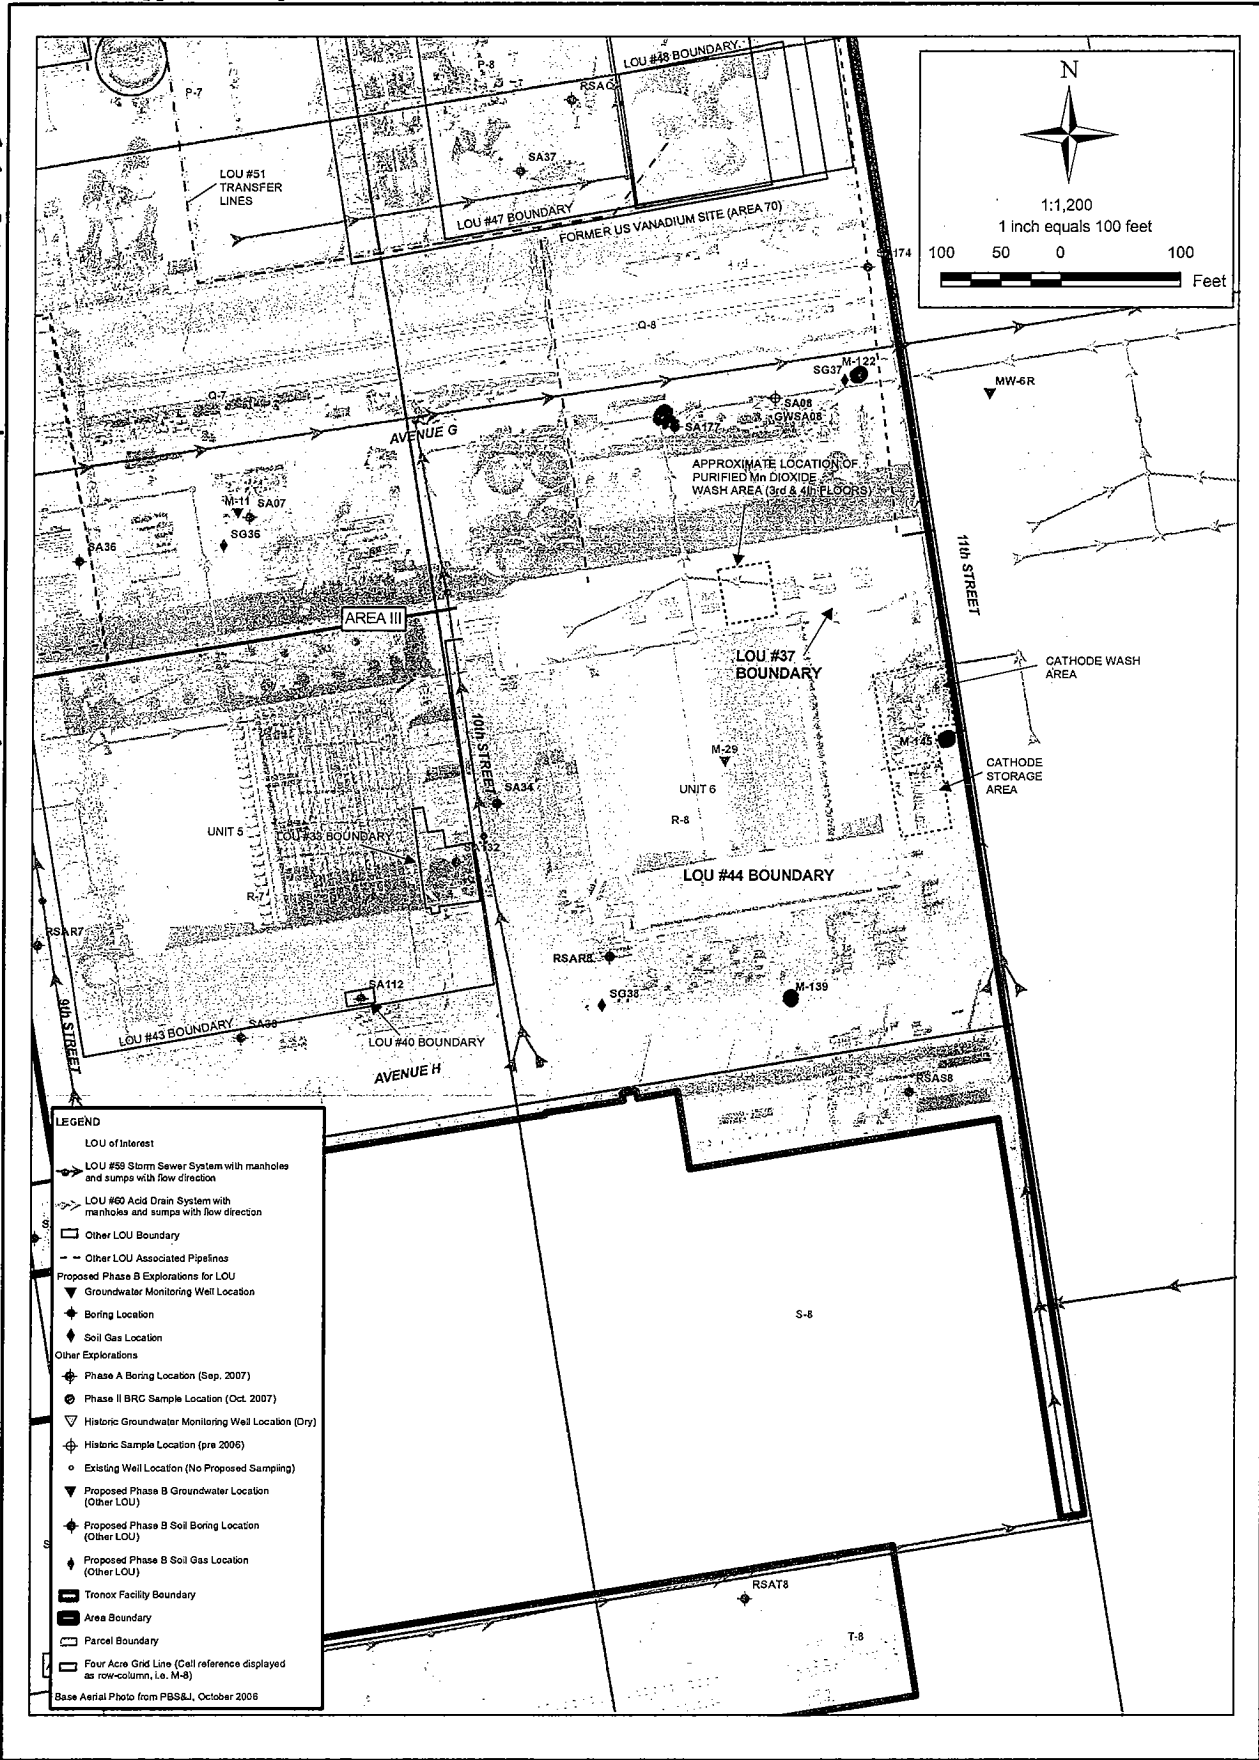 LOU #48 BOUNDARY
P-8
P-7
SA37
LOU #51
TRANSFER
LINES
LOU #47 BOUNDARY
FORMER US VANADIUM SITE (AREA 70)
N
1:1,200
1 inch equals 100 feet
100 50 0 100
Feet
Q-8
M-122
SG37
MW-6R
SA08
GWSA08
SA177
Q-7
AVENUE G
APPROXIMATE LOCATION OF
PURIFIED Mn DIOXIDE
WASH AREA (3rd & 4th FLOORS)
M-11
SA07
SG36
SA36
11th STREET
AREA III
LOU #37
BOUNDARY
CATHODE WASH
AREA
10th STREET
M-145
M-29
CATHODE
STORAGE
AREA
UNIT 6
SA34
R-8
UNIT 5
LOU #33 BOUNDARY
LOU #44 BOUNDARY
R-7
RSAR7
RSAR8
SA112
SG38
M-139
9th STREET
LOU #43 BOUNDARY
LOU #40 BOUNDARY
AVENUE H
RSAS8
LEGEND
LOU of Interest
LOU #59 Storm Sewer System with manholes
and sumps with flow direction
LOU #60 Acid Drain System with
manholes and sumps with flow direction
Other LOU Boundary
Other LOU Associated Pipelines
Proposed Phase B Explorations for LOU
Groundwater Monitoring Well Location
Boring Location
Soil Gas Location
Other Explorations
Phase A Boring Location (Sep. 2007)
Phase II BRC Sample Location (Oct. 2007)
Historic Groundwater Monitoring Well Location (Dry)
Historic Sample Location (pre 2006)
Existing Well Location (No Proposed Sampling)
Proposed Phase B Groundwater Location
(Other LOU)
Proposed Phase B Soil Boring Location
(Other LOU)
Proposed Phase B Soil Gas Location
(Other LOU)
Tronox Facility Boundary
Area Boundary
Parcel Boundary
Four Acre Grid Line (Cell reference displayed
as row-column, i.e. M-8)
Base Aerial Photo from PBS&J, October 2006
S-8
RSAT8
T-8